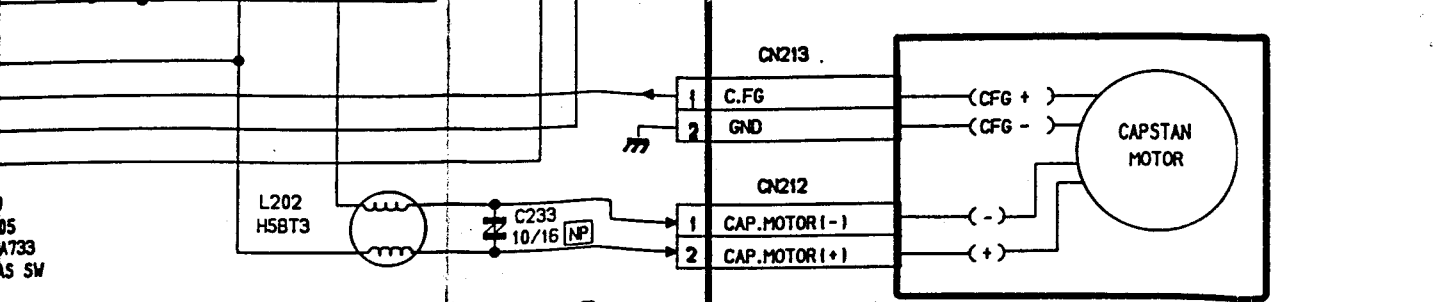 CN213
1 C.FG
2 GND
(CFG + )
(CFG - )
CAPSTAN
MOTOR
CN212
1 CAP.MOTOR(-)
2 CAP.MOTOR(+)
(-)
(+)
L202
H5BT3
C233
10/16 NP
05
A733
AS SW